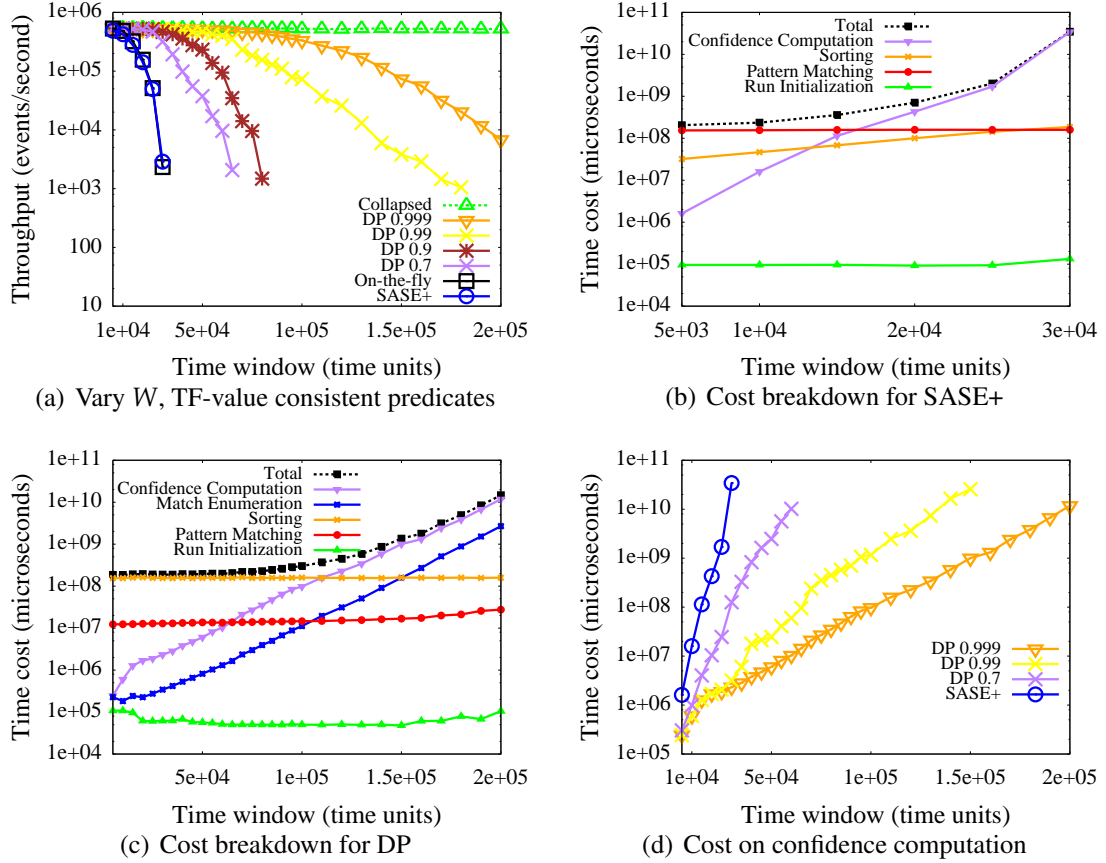 1e+06
1e+05
1e+04
1e+03
100
10
Throughput (events/second)
Collapsed
DP 0.999
DP 0.99
DP 0.9
DP 0.7
On-the-fly
SASE+
1e+04 5e+04 1e+05 1.5e+05 2e+05
Time window (time units)
(a) Vary W, TF-value consistent predicates
1e+11
1e+10
1e+09
1e+08
1e+07
1e+06
1e+05
1e+04
Time cost (microseconds)
Total
Confidence Computation
Sorting
Pattern Matching
Run Initialization
5e+03 1e+04 2e+04 3e+04
Time window (time units)
(b) Cost breakdown for SASE+
1e+11
1e+10
1e+09
1e+08
1e+07
1e+06
1e+05
1e+04
Time cost (microseconds)
Total
Confidence Computation
Match Enumeration
Sorting
Pattern Matching
Run Initialization
5e+04 1e+05 1.5e+05 2e+05
Time window (time units)
(c) Cost breakdown for DP
1e+11
1e+10
1e+09
1e+08
1e+07
1e+06
1e+05
Time cost (microseconds)
DP 0.999
DP 0.99
DP 0.7
SASE+
1e+04 5e+04 1e+05 1.5e+05 2e+05
Time window (time units)
(d) Cost on confidence computation